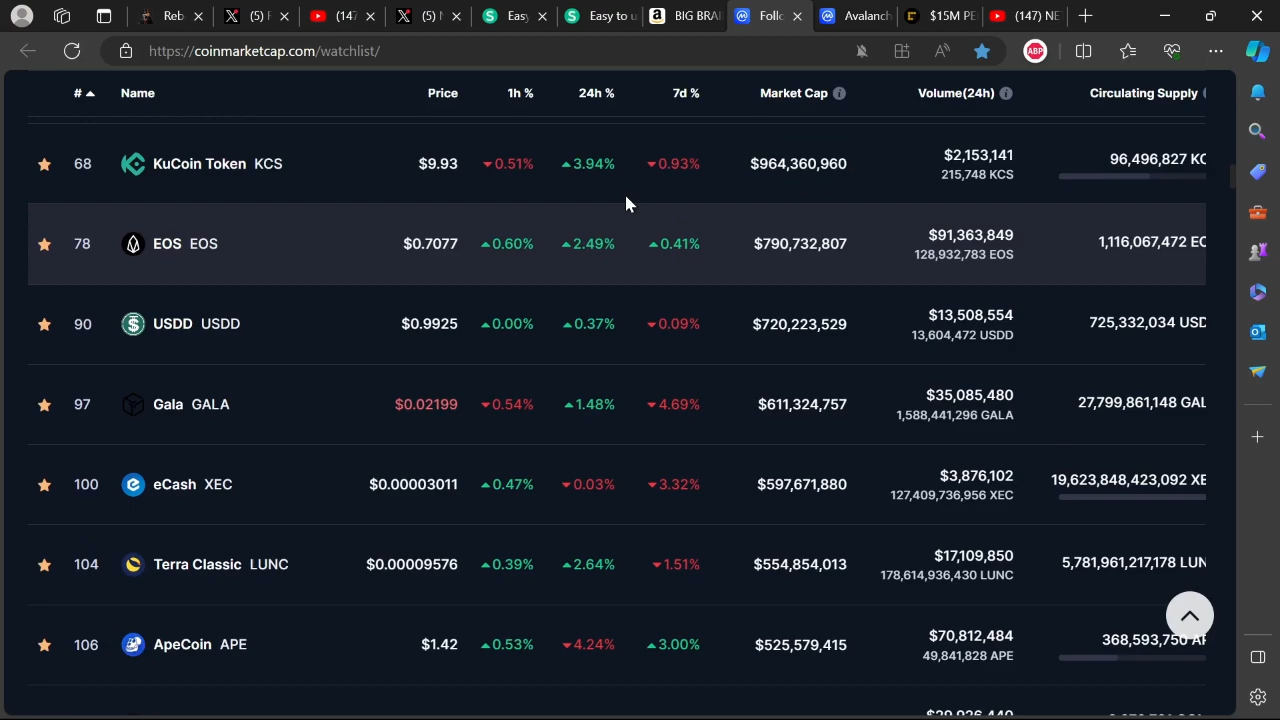 Reb
(5) F
(147
(5) N
Easy
Easy to u
BIG BRAI
Follo
Avalanch
$15M PE
(147) NE
https://coinmarketcap.com/watchlist/
ABP
# Name Price 1h % 24h % 7d % Market Cap Volume(24h) Circulating Supply
68 KuCoin Token KCS $9.93 0.51% 3.94% 0.93% $964,360,960 $2,153,141 96,496,827 KC
215,748 KCS
78 EOS EOS $0.7077 0.60% 2.49% 0.41% $790,732,807 $91,363,849 1,116,067,472 EO
128,932,783 EOS
90 USDD USDD $0.9925 0.00% 0.37% 0.09% $720,223,529 $13,508,554 725,332,034 USD
13,604,472 USDD
97 Gala GALA $0.02199 0.54% 1.48% 4.69% $611,324,757 $35,085,480 27,799,861,148 GAL
1,588,441,296 GALA
100 eCash XEC $0.00003011 0.47% 0.03% 3.32% $597,671,880 $3,876,102 19,623,848,423,092 XE
127,409,736,956 XEC
104 Terra Classic LUNC $0.00009576 0.39% 2.64% 1.51% $554,854,013 $17,109,850 5,781,961,217,178 LUN
178,614,936,430 LUNC
106 ApeCoin APE $1.42 0.53% 4.24% 3.00% $525,579,415 $70,812,484 368,593,750 AP
49,841,828 APE